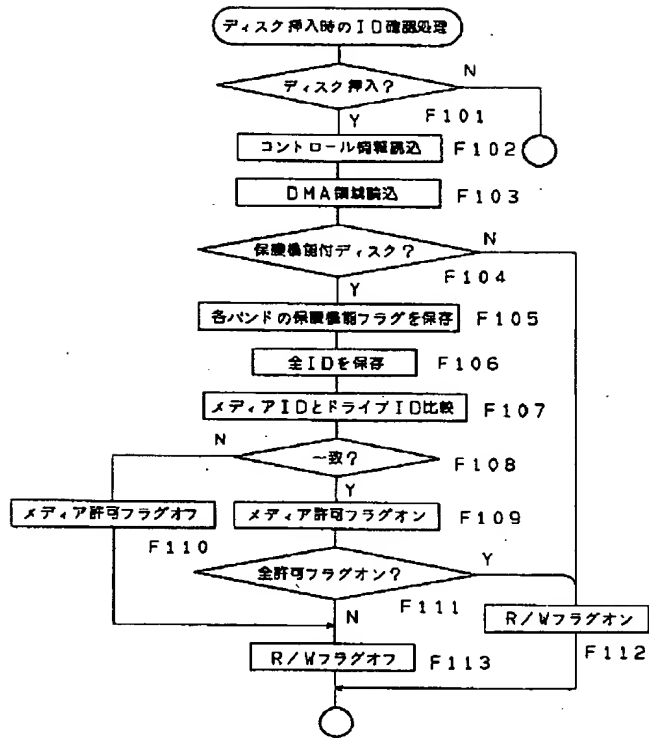 ディスク挿入時のID確認処理
N
ディスク挿入?
F101
Y
コントロール情報読込
F102
DMA領域読込
F103
N
保護機能付ディスク?
F104
Y
各バンドの保護機能フラグを保存
F105
全IDを保存
F106
メディアIDとドライブID比較
F107
N
一致?
F108
Y
メディア許可フラグオフ
メディア許可フラグオン
F109
F110
Y
全許可フラグオン?
F111
N
R/Wフラグオン
R/Wフラグオフ
F113
F112